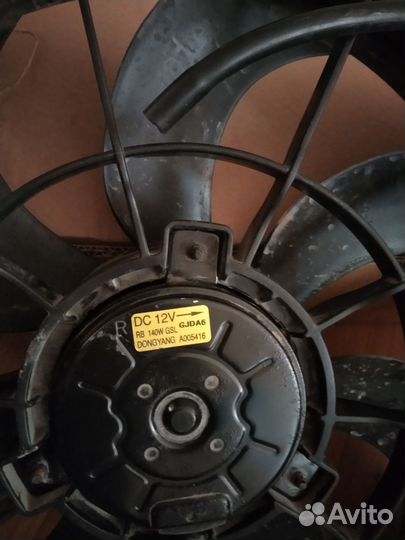 R
DC 12V
RB 140W GSL GJDA6
DONGYANG A005416
Avito